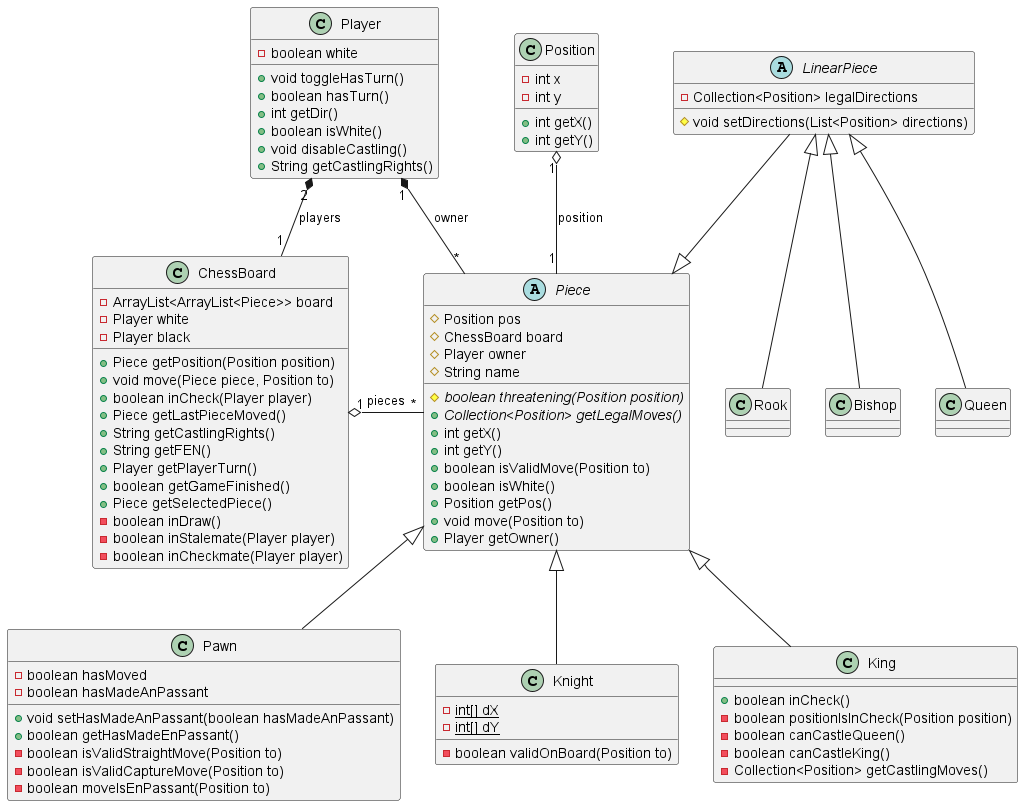 C Player
boolean white
void toggleHasTurn()
boolean hasTurn()
int getDir()
boolean isWhite()
void disableCastling()
String getCastlingRights()
C Position
int x
int y
int getX()
int getY()
A LinearPiece
Collection<Position> legalDirections
void setDirections(List<Position> directions)
2
players
1
1
owner
*
1
position
1
C ChessBoard
ArrayList<ArrayList<Piece>> board
Player white
Player black
Piece getPosition(Position position)
void move(Piece piece, Position to)
boolean inCheck(Player player)
Piece getLastPieceMoved()
String getCastlingRights()
String getFEN()
Player getPlayerTurn()
boolean getGameFinished()
Piece getSelectedPiece()
boolean inDraw()
boolean inStalemate(Player player)
boolean inCheckmate(Player player)
1 pieces *
A Piece
Position pos
ChessBoard board
Player owner
String name
boolean threatening(Position position)
Collection<Position> getLegalMoves()
int getX()
int getY()
boolean isValidMove(Position to)
boolean isWhite()
Position getPos()
void move(Position to)
Player getOwner()
C Rook
C Bishop
C Queen
C Pawn
boolean hasMoved
boolean hasMadeAnPassant
void setHasMadeAnPassant(boolean hasMadeAnPassant)
boolean getHasMadeEnPassant()
boolean isValidStraightMove(Position to)
boolean isValidCaptureMove(Position to)
boolean moveIsEnPassant(Position to)
C Knight
int[] dX
int[] dY
boolean validOnBoard(Position to)
C King
boolean inCheck()
boolean positionIsInCheck(Position position)
boolean canCastleQueen()
boolean canCastleKing()
Collection<Position> getCastlingMoves()